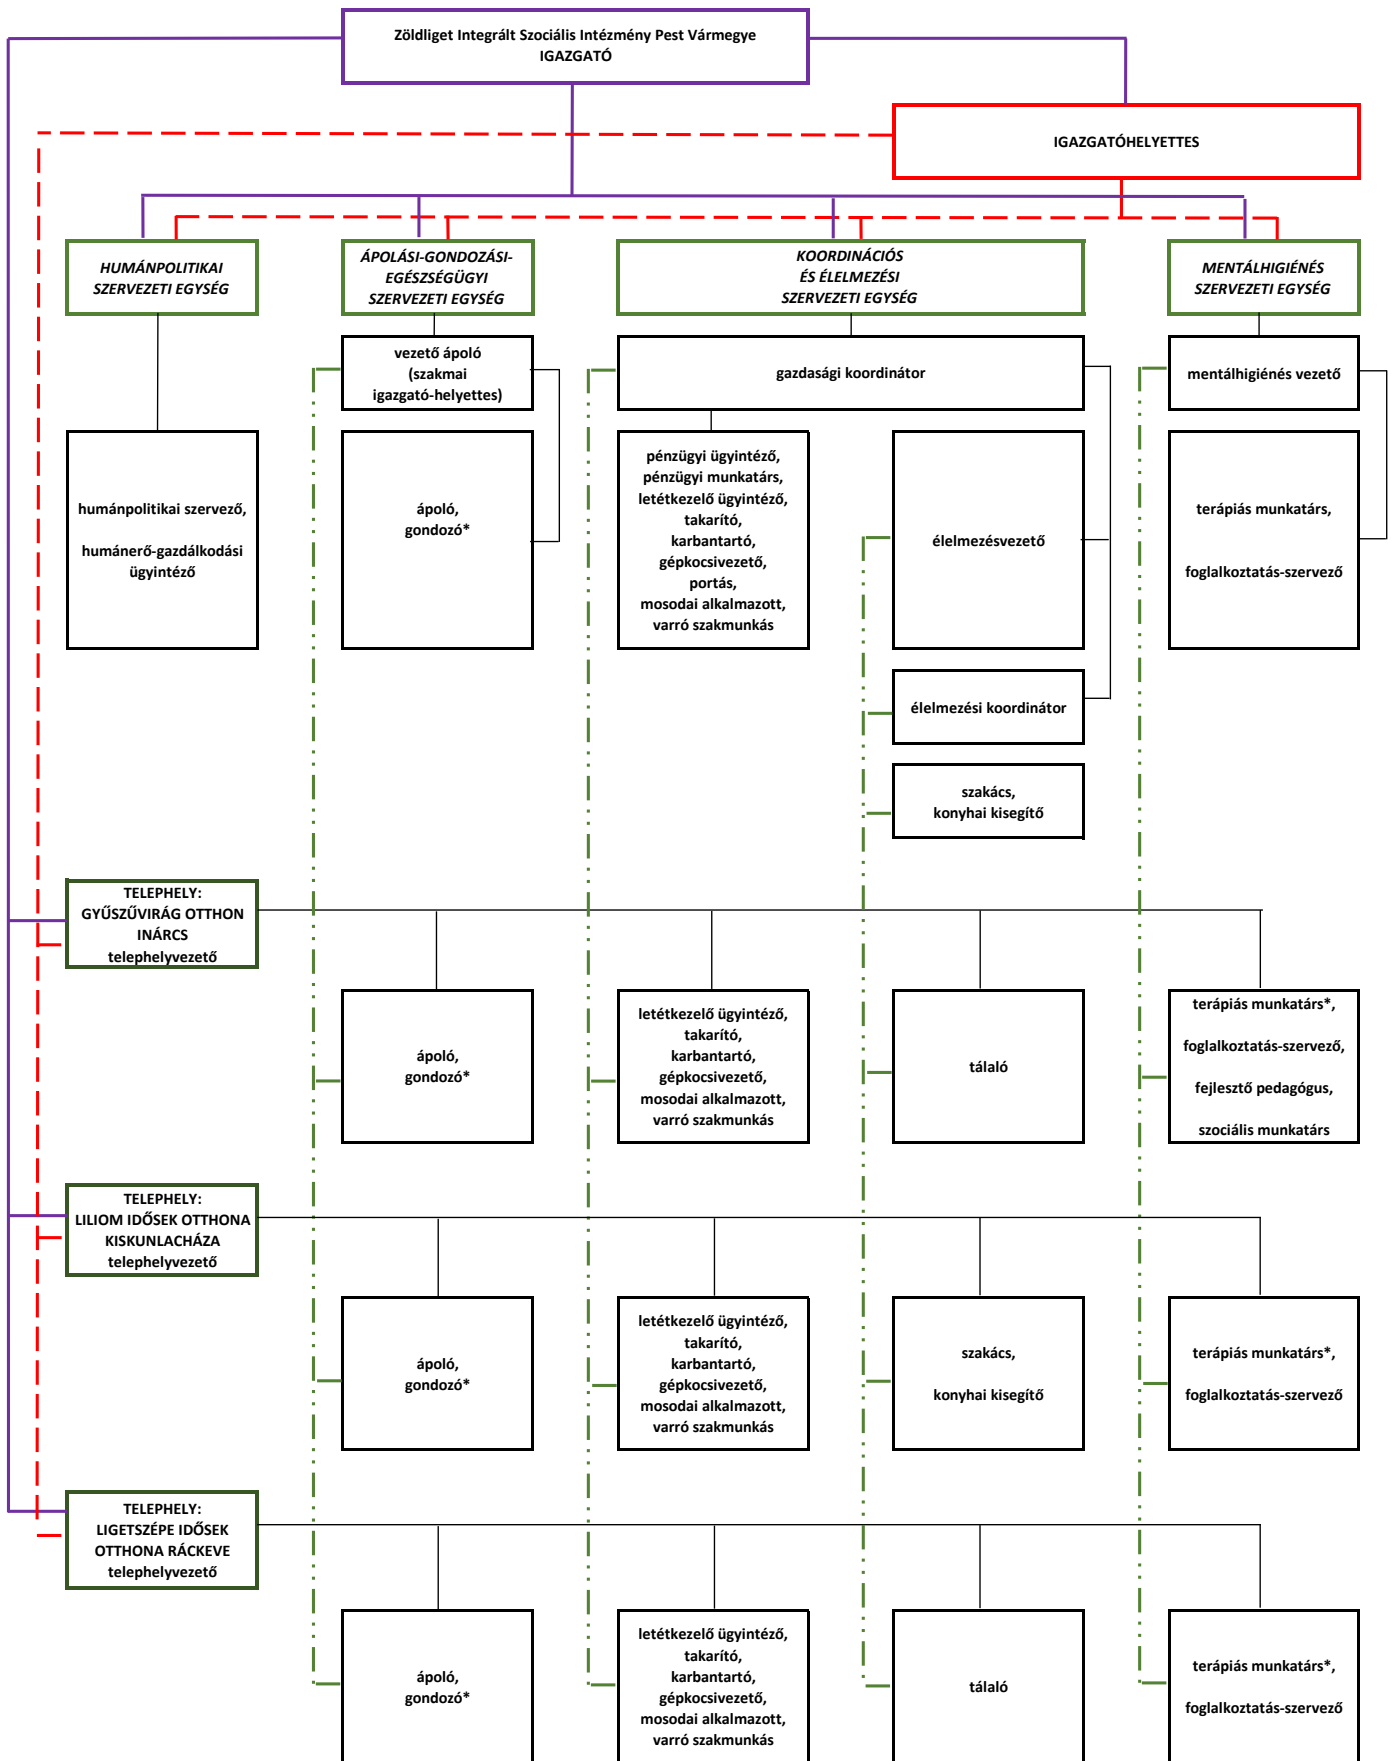 Zöldliget Integrált Szociális Intézmény Pest Vármegye
IGAZGATÓ
IGAZGATÓHELYETTES
HUMÁNPOLITIKAI
SZERVEZETI EGYSÉG
ÁPOLÁSI-GONDOZÁSI-
EGÉSZSÉGÜGYI
SZERVEZETI EGYSÉG
KOORDINÁCIÓS
ÉS ÉLELMEZÉSI
SZERVEZETI EGYSÉG
MENTÁLHIGIÉNÉS
SZERVEZETI EGYSÉG
vezető ápoló
(szakmai
igazgató-helyettes)
gazdasági koordinátor
mentálhigiénés vezető
humánpolitikai szervező,
humánerő-gazdálkodási
ügyintéző
ápoló,
gondozó*
pénzügyi ügyintéző,
pénzügyi munkatárs,
letétkezelő ügyintéző,
takarító,
karbantartó,
gépkocsivezető,
portás,
mosodai alkalmazott,
varró szakmunkás
élelmezésvezető
terápiás munkatárs,
foglalkoztatás-szervező
élelmezési koordinátor
szakács,
konyhai kisegítő
TELEPHELY:
GYŰSZŰVIRÁG OTTHON
INÁRCS
telephelyvezető
ápoló,
gondozó*
letétkezelő ügyintéző,
takarító,
karbantartó,
gépkocsivezető,
mosodai alkalmazott,
varró szakmunkás
tálaló
terápiás munkatárs*,
foglalkoztatás-szervező,
fejlesztő pedagógus,
szociális munkatárs
TELEPHELY:
LILIOM IDŐSEK OTTHONA
KISKUNLACHÁZA
telephelyvezető
ápoló,
gondozó*
letétkezelő ügyintéző,
takarító,
karbantartó,
gépkocsivezető,
mosodai alkalmazott,
varró szakmunkás
szakács,
konyhai kisegítő
terápiás munkatárs*,
foglalkoztatás-szervező
TELEPHELY:
LIGETSZÉPE IDŐSEK
OTTHONA RÁCKEVE
telephelyvezető
ápoló,
gondozó*
letétkezelő ügyintéző,
takarító,
karbantartó,
gépkocsivezető,
mosodai alkalmazott,
varró szakmunkás
tálaló
terápiás munkatárs*,
foglalkoztatás-szervező